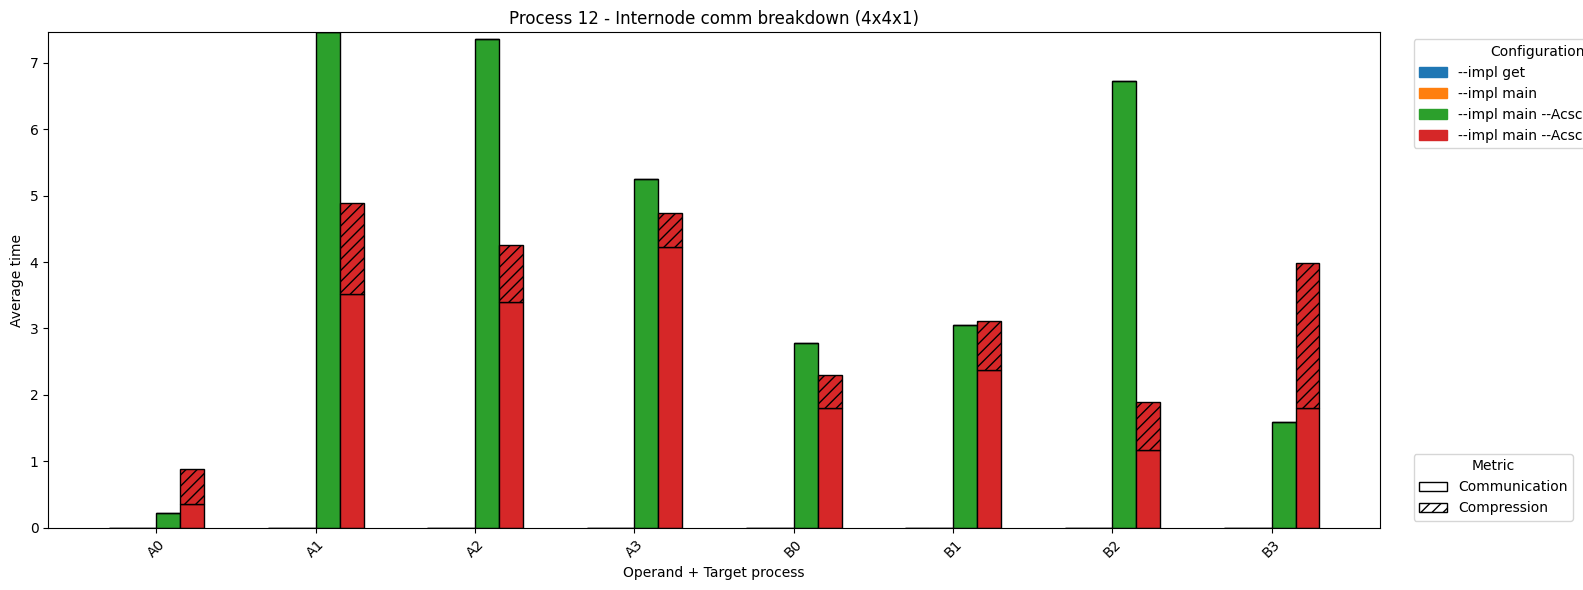 Process 12 - Internode comm breakdown (4x4x1)
Average time
7
6
5
4
3
2
1
0
A0
A1
A2
A3
B0
B1
B2
B3
Operand + Target process
Configuration
--impl get
--impl main
--impl main --Acsc
--impl main --Acsc
Metric
Communication
Compression